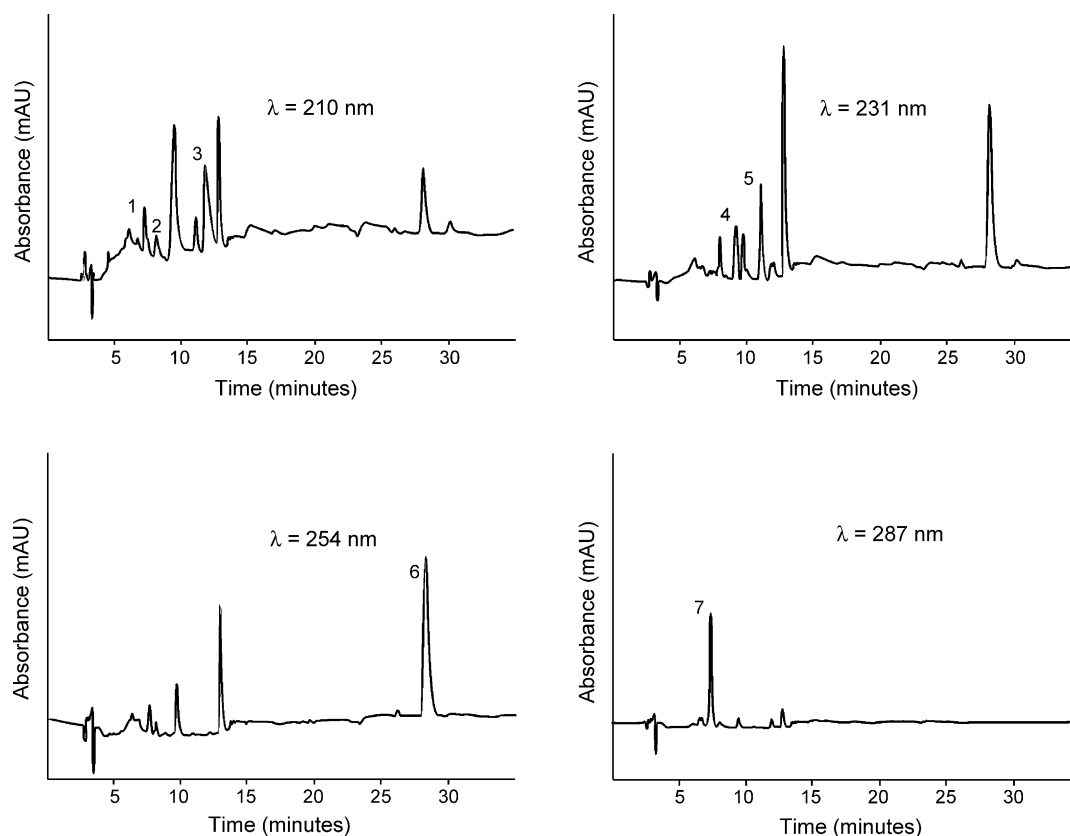 λ = 210 nm
1
2
3
Absorbance (mAU)
5 10 15 20 25 30
Time (minutes)
λ = 231 nm
4
5
Absorbance (mAU)
5 10 15 20 25 30
Time (minutes)
λ = 254 nm
6
Absorbance (mAU)
5 10 15 20 25 30
Time (minutes)
λ = 287 nm
7
Absorbance (mAU)
5 10 15 20 25 30
Time (minutes)